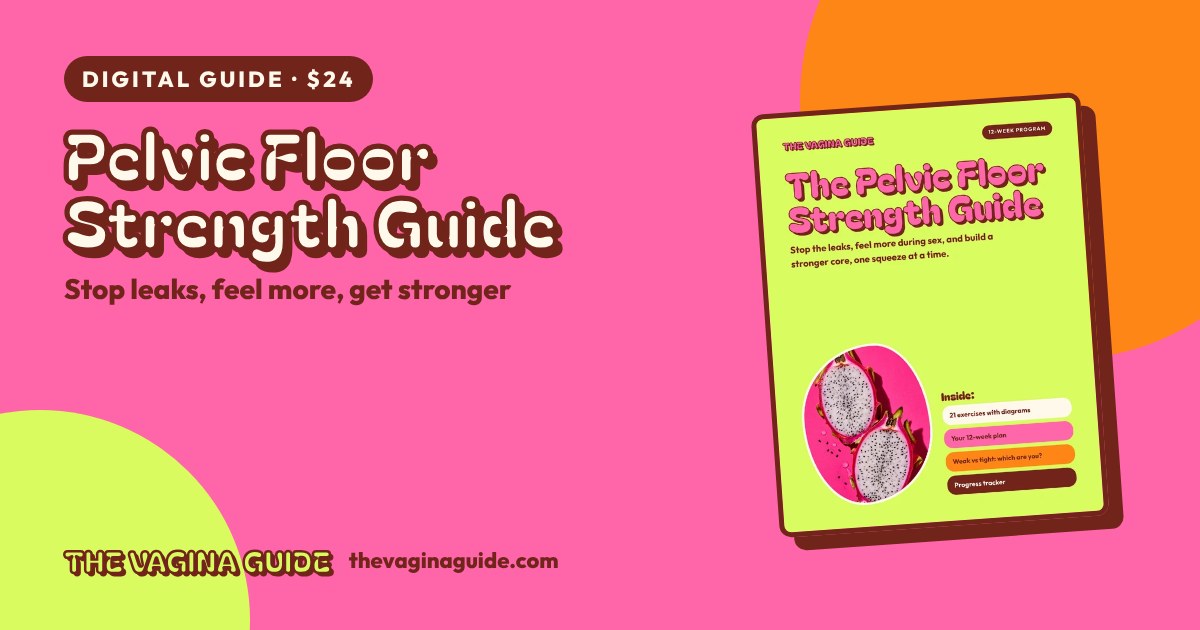 DIGITAL GUIDE · $24
Pelvic Floor
Strength Guide
Stop leaks, feel more, get stronger
THE VAGINA GUIDE
thevaginaguide.com
THE VAGINA GUIDE
12-WEEK PROGRAM
The Pelvic Floor
Strength Guide
Stop the leaks, feel more during sex, and build a
stronger core, one squeeze at a time.
Inside:
21 exercises with diagrams
Your 12-week plan
Weak vs tight: which are you?
Progress tracker